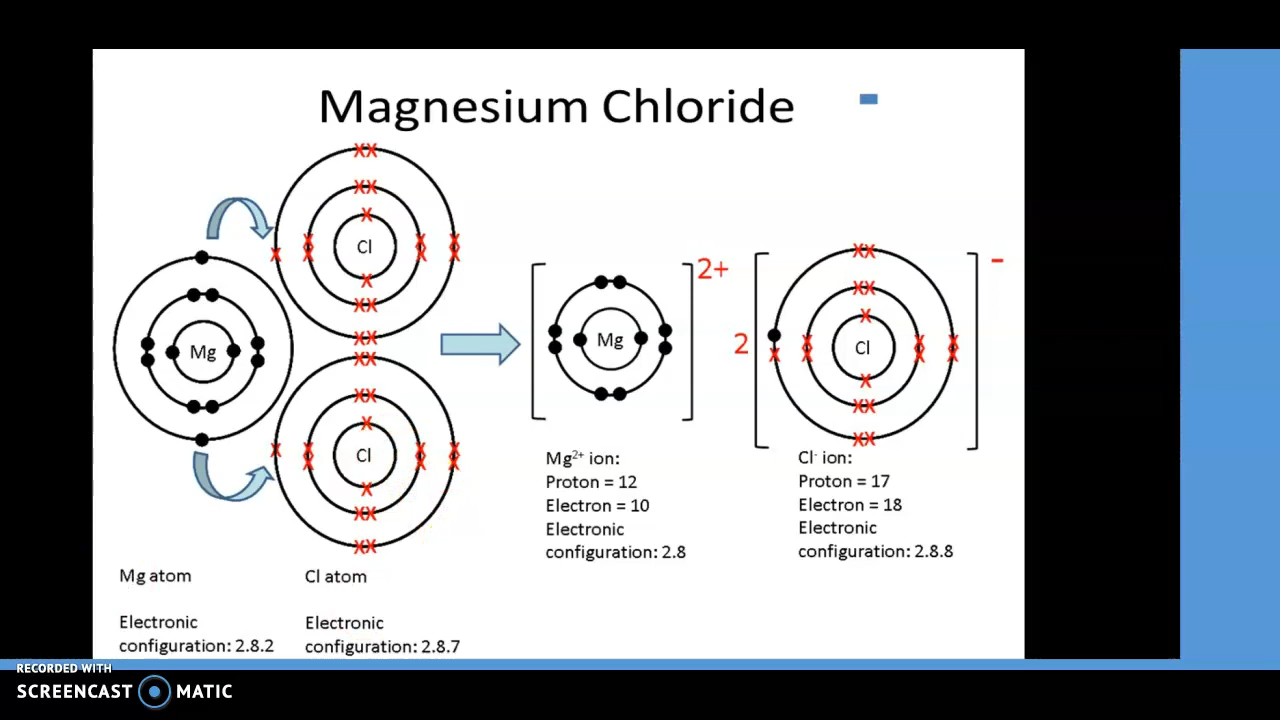 Magnesium Chloride
Cl
Mg
Cl
Mg
2+
2
Cl
-
Mg²⁺ ion:
Proton = 12
Electron = 10
Electronic
configuration: 2.8
Cl⁻ ion:
Proton = 17
Electron = 18
Electronic
configuration: 2.8.8
Mg atom
Electronic
configuration: 2.8.2
Cl atom
Electronic
configuration: 2.8.7
RECORDED WITH
SCREENCAST MATIC